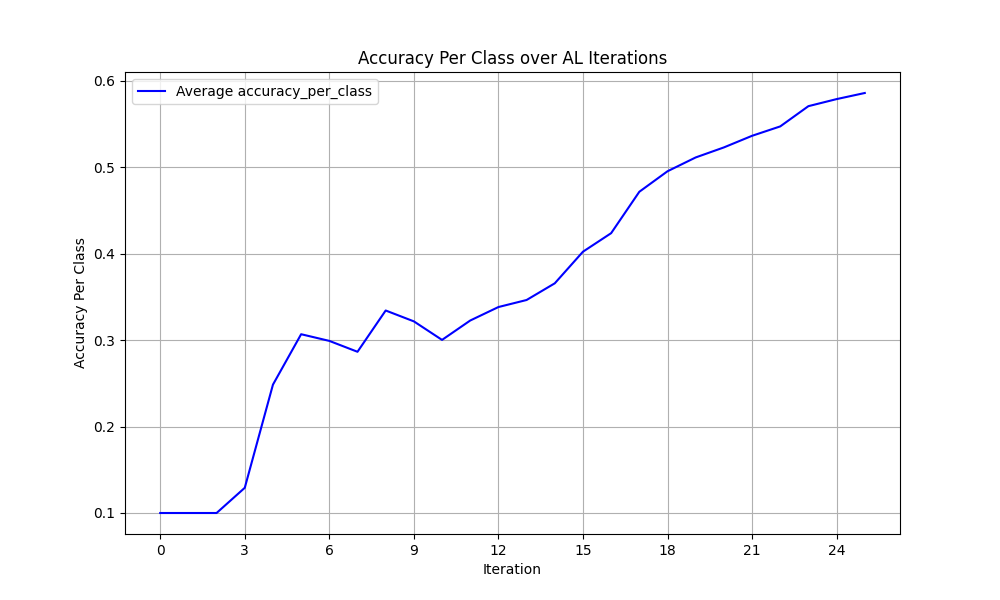 Accuracy Per Class over AL Iterations
Average accuracy_per_class
Accuracy Per Class
0.6
0.5
0.4
0.3
0.2
0.1
0 3 6 9 12 15 18 21 24
Iteration